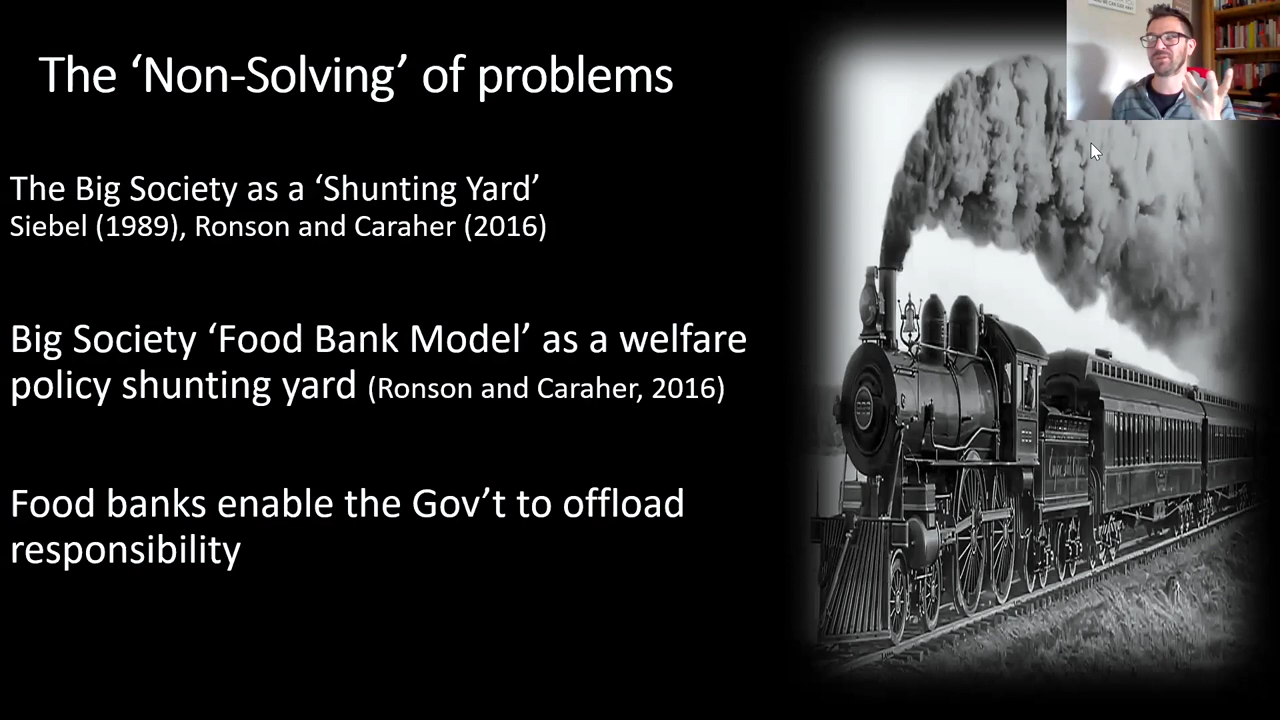 The ‘Non-Solving’ of problems
The Big Society as a ‘Shunting Yard’
Siebel (1989), Ronson and Caraher (2016)
Big Society ‘Food Bank Model’ as a welfare
policy shunting yard (Ronson and Caraher, 2016)
Food banks enable the Gov’t to offload
responsibility